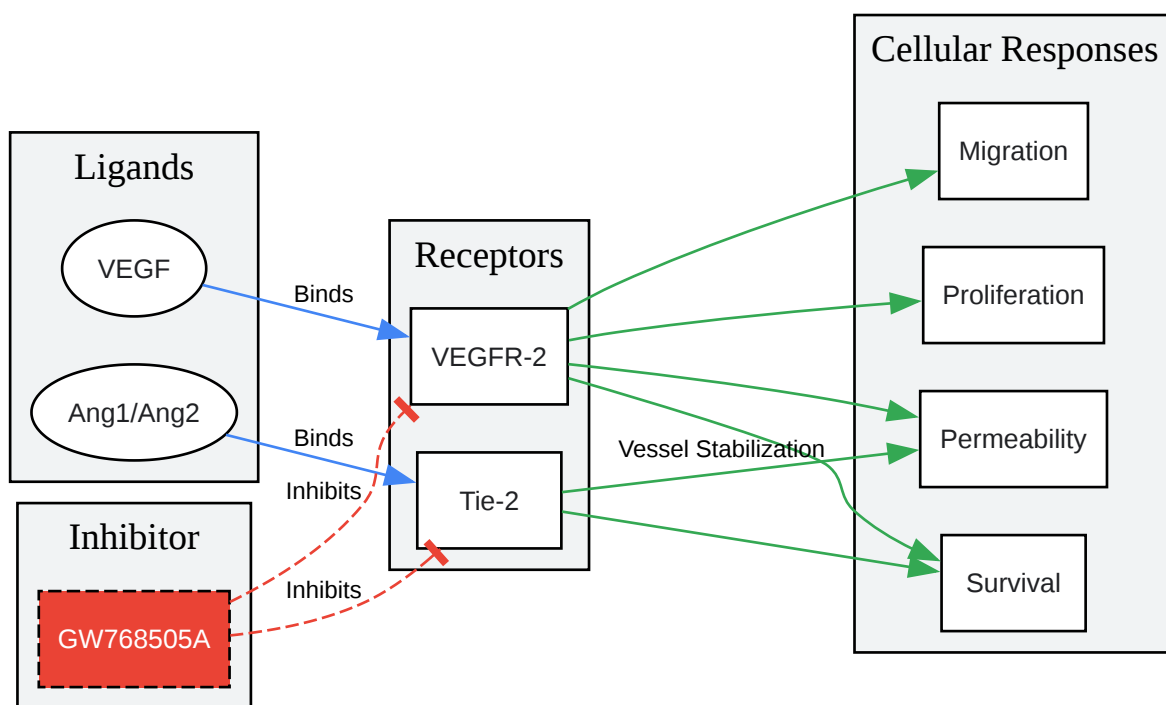 Cellular Responses
Migration
Ligands
VEGF
Binds
Receptors
Proliferation
VEGFR-2
Ang1/Ang2
Binds
Vessel Stabilization
Permeability
Inhibits
Tie-2
Inhibitor
Inhibits
Survival
GW768505A